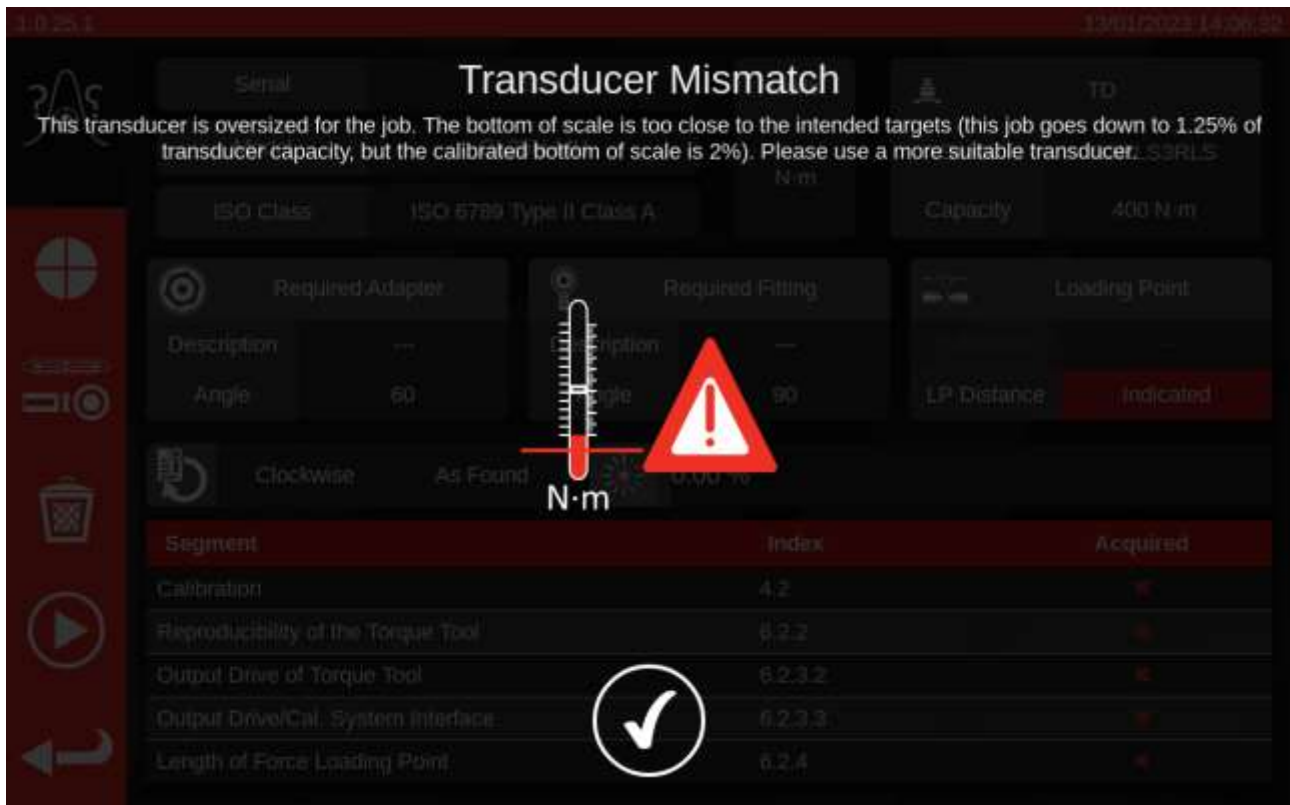 1.0.25.1 13/01/2023 14:06:32
Transducer Mismatch
This transducer is oversized for the job. The bottom of scale is too close to the intended targets (this job goes down to 1.25% of
transducer capacity, but the calibrated bottom of scale is 2%). Please use a more suitable transducer.
Serial
TD
N·m
ISO Class ISO 6789 Type II Class A
Capacity 400 N·m
Required Adapter Required Fitting Loading Point
Description --- Description ---
Angle 60 90 LP Distance Indicated
Clockwise As Found 0.00 %
N·m
Segment Index Acquired
Calibration 4.2
Reproducibility of the Torque Tool 6.2.2
Output Drive of Torque Tool 6.2.3.2
Output Drive/Cal. System Interface 6.2.3.3
Length of Force Loading Point 6.2.4